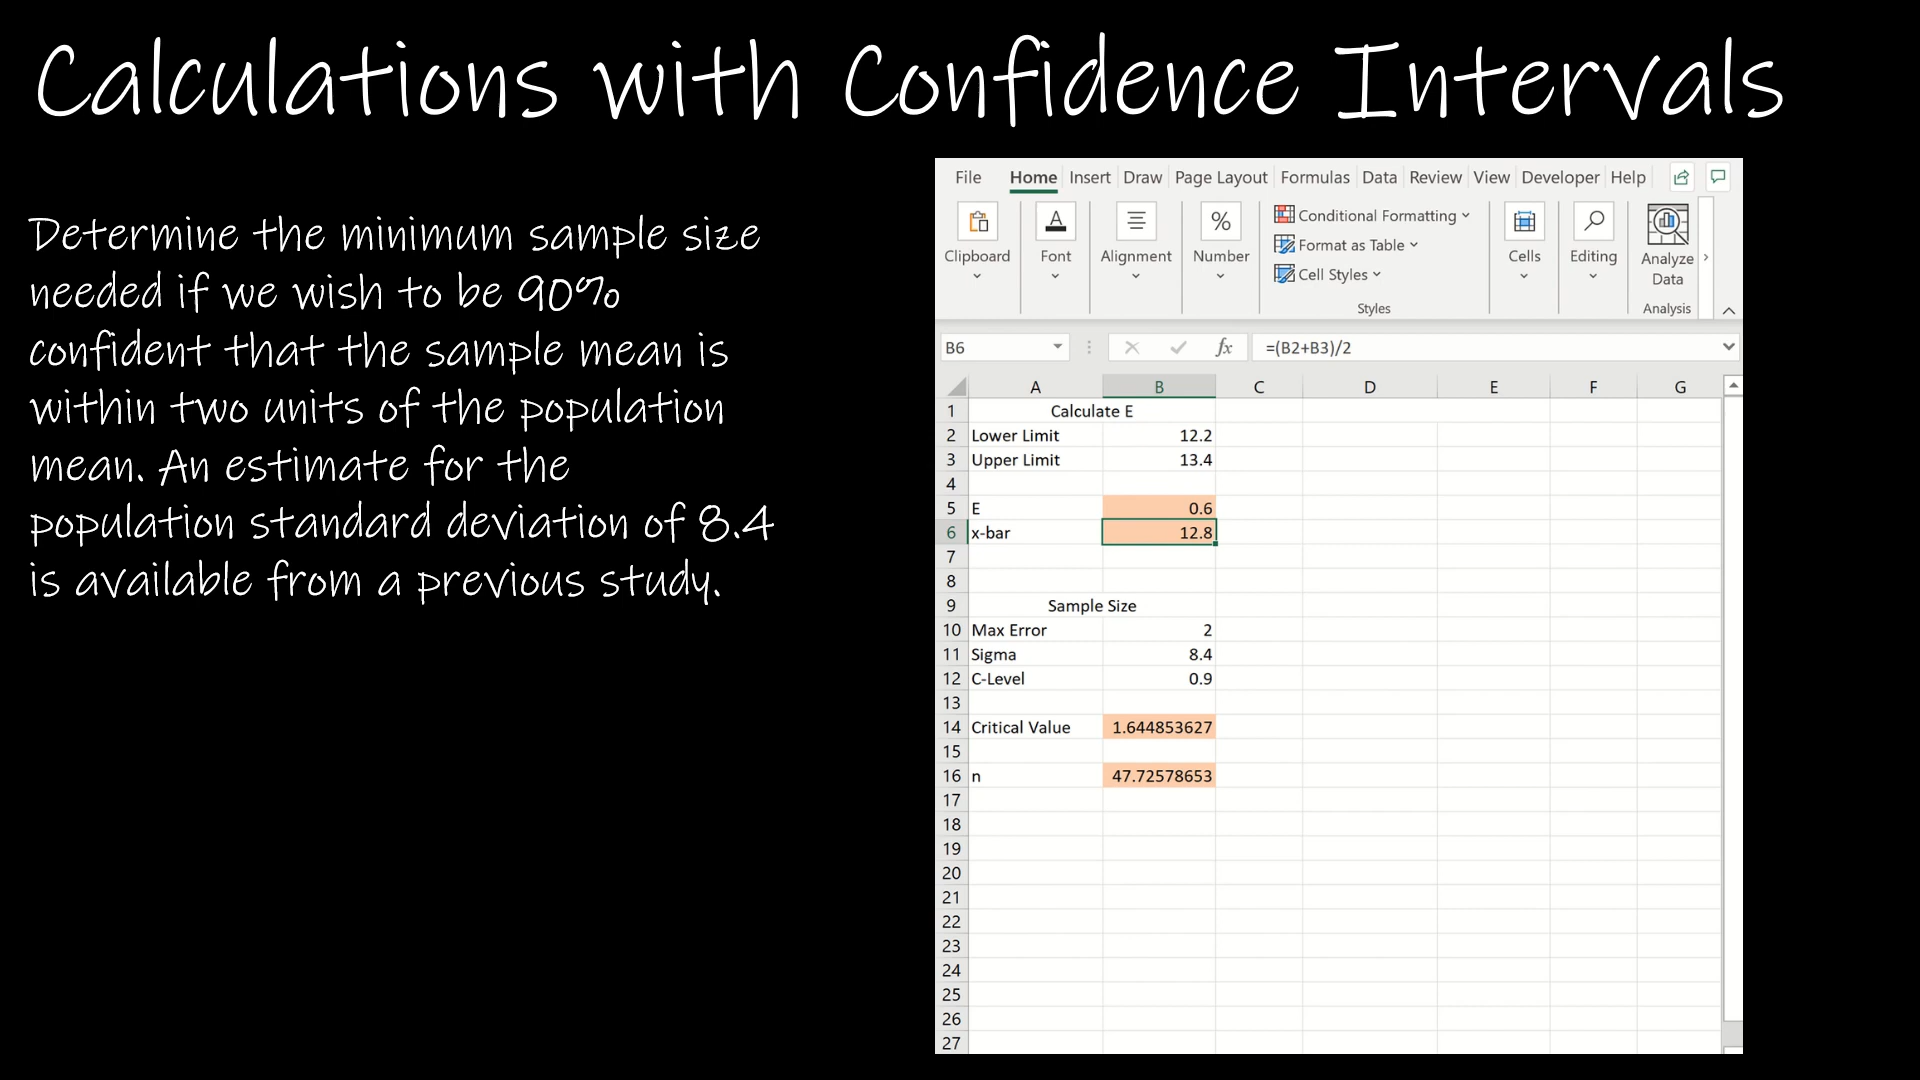 Calculations with Confidence Intervals
Determine the minimum sample size
needed if we wish to be 90%
confident that the sample mean is
within two units of the population
mean. An estimate for the
population standard deviation of 8.4
is available from a previous study.
File Home Insert Draw Page Layout Formulas Data Review View Developer Help
Clipboard Font Alignment Number
Conditional Formatting
Format as Table
Cell Styles
Styles
Cells Editing
Analyze
Data
Analysis
B6 fx =(B2+B3)/2
A B C D E F G
1 Calculate E
2 Lower Limit 12.2
3 Upper Limit 13.4
4
5 E 0.6
6 x-bar 12.8
7
8
9 Sample Size
10 Max Error 2
11 Sigma 8.4
12 C-Level 0.9
13
14 Critical Value 1.644853627
15
16 n 47.72578653
17
18
19
20
21
22
23
24
25
26
27